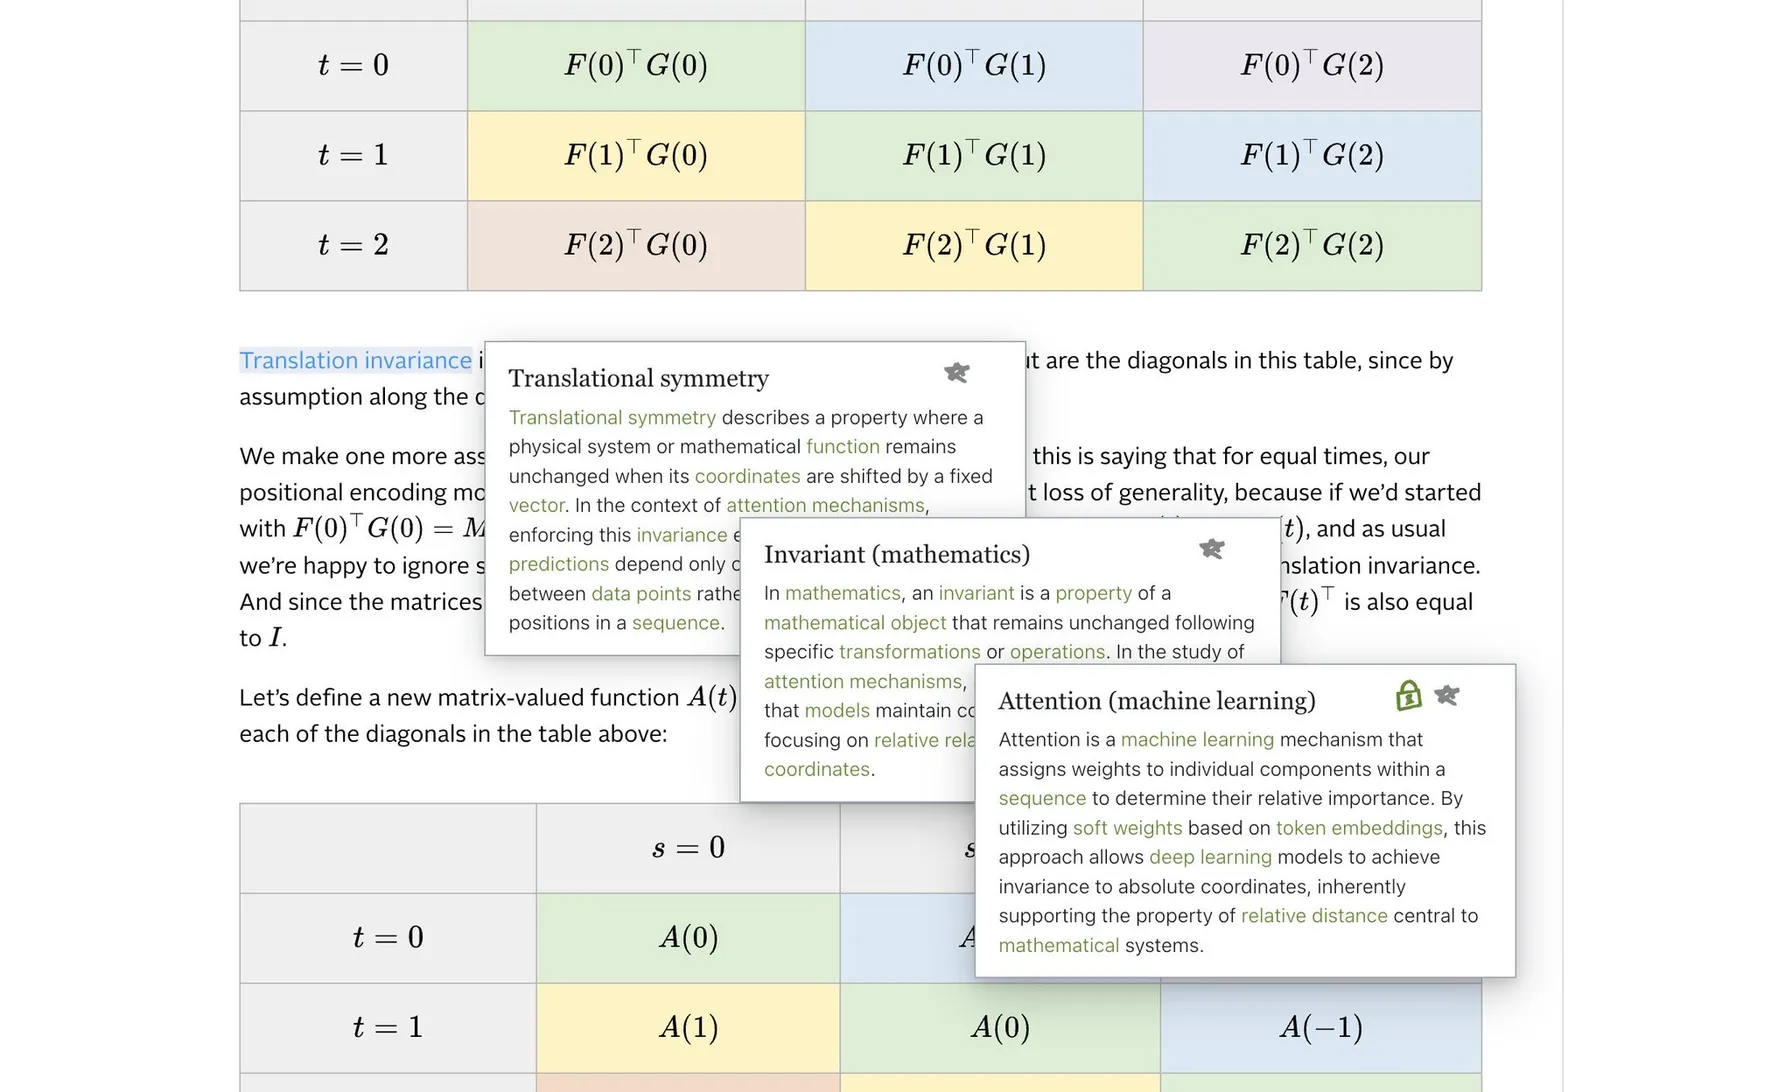 t = 0 F(0)⊤G(0) F(0)⊤G(1) F(0)⊤G(2)
t = 1 F(1)⊤G(0) F(1)⊤G(1) F(1)⊤G(2)
t = 2 F(2)⊤G(0) F(2)⊤G(1) F(2)⊤G(2)
Translation invariance
are the diagonals in this table, since by
assumption along the
We make one more
this is saying that for equal times, our
positional encoding
loss of generality, because if we’d started
with F(0)⊤G(0) =
(t), and as usual
we’re happy to ignore
invariance.
And since the matrices
(t)⊤ is also equal
to I.
Let’s define a new matrix-valued function A(t)
each of the diagonals in the table above:
Translational symmetry
Translational symmetry describes a property where a
physical system or mathematical function remains
unchanged when its coordinates are shifted by a fixed
vector. In the context of attention mechanisms,
enforcing this invariance
predictions depend only
between data points
positions in a sequence.
Invariant (mathematics)
In mathematics, an invariant is a property of a
mathematical object that remains unchanged following
specific transformations or operations. In the study of
attention mechanisms,
that models maintain
focusing on relative
coordinates.
Attention (machine learning)
Attention is a machine learning mechanism that
assigns weights to individual components within a
sequence to determine their relative importance. By
utilizing soft weights based on token embeddings, this
approach allows deep learning models to achieve
invariance to absolute coordinates, inherently
supporting the property of relative distance central to
mathematical systems.
s = 0 s
t = 0 A(0) A
t = 1 A(1) A(0) A(−1)